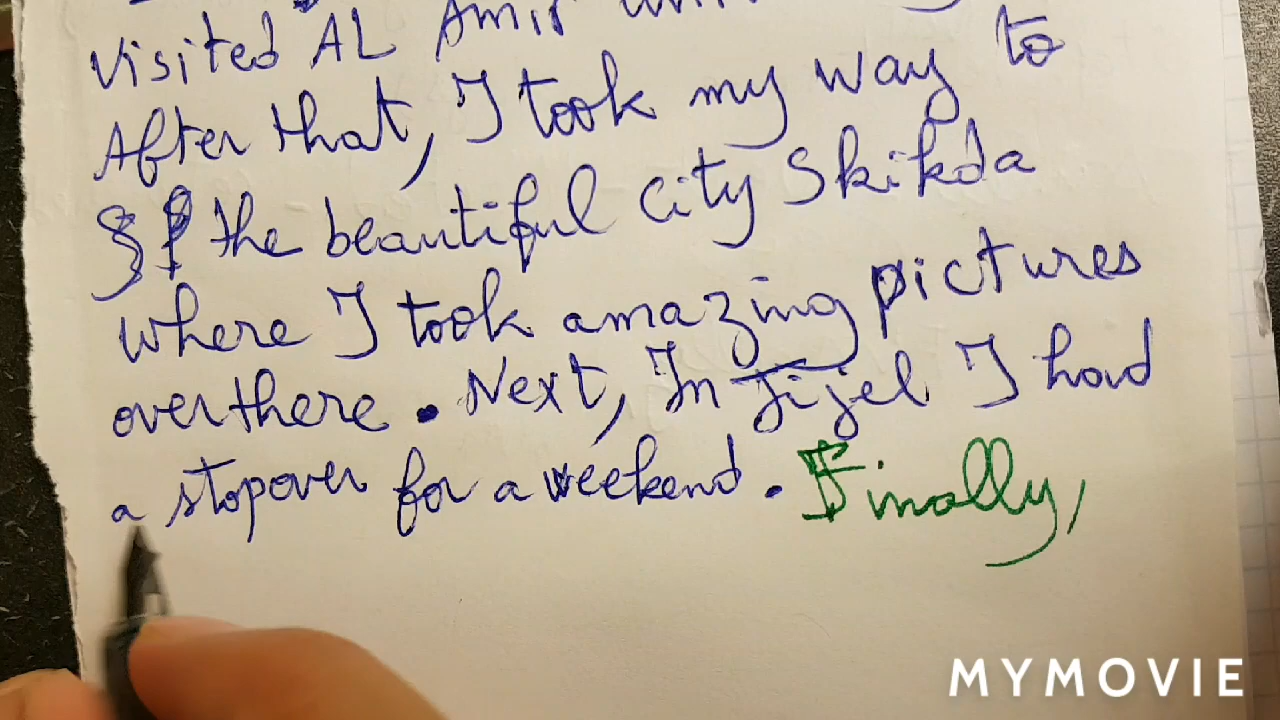 visited AL Amir
After that, I took my way to
the beautiful city Skikda
where I took amazing pictures
overthere. Next, In Jijel I had
a stopover for a weekend. Finally,
MYMOVIE